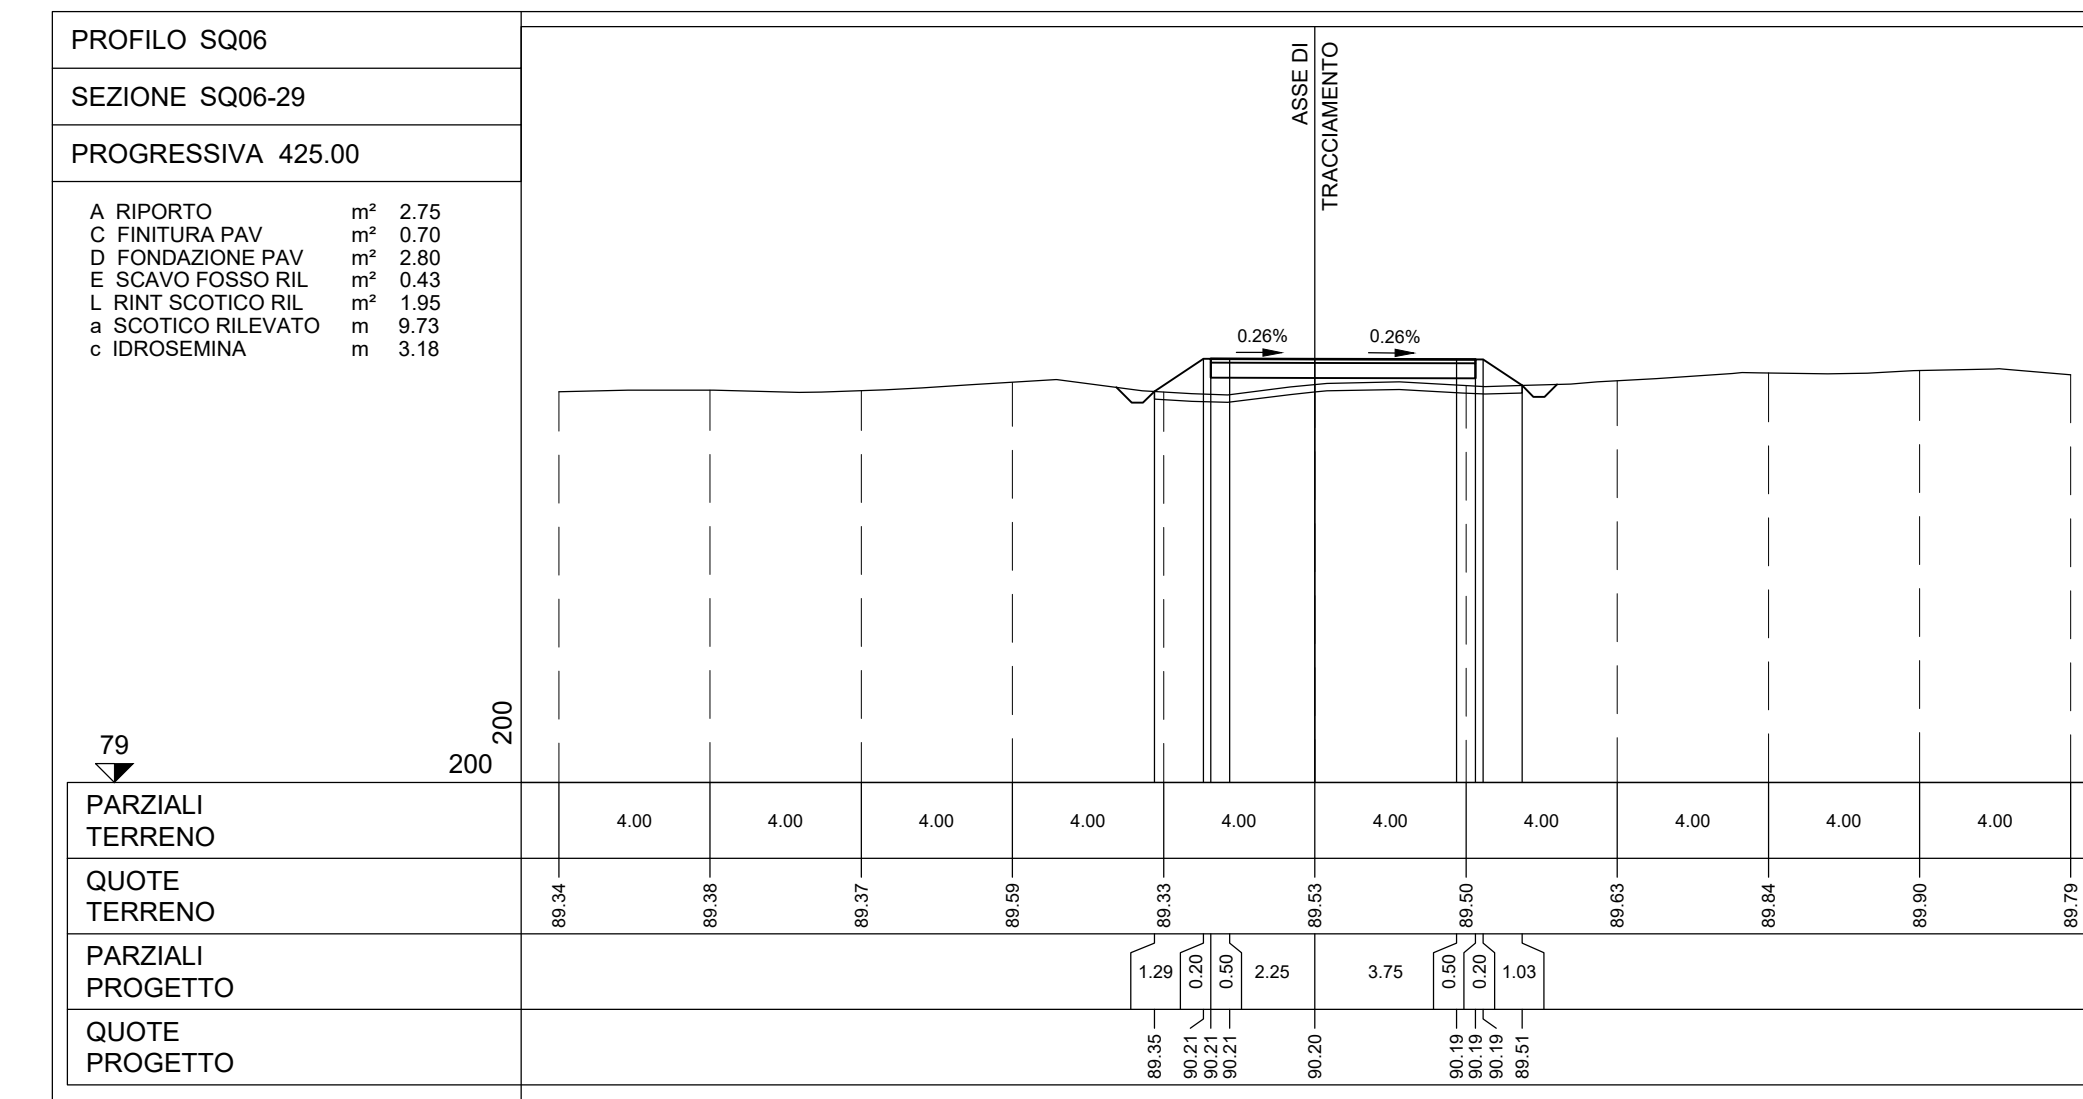 PROFILO SQ06
SEZIONE SQ06-29
PROGRESSIVA 425.00
A RIPORTO m² 2.75
C FINITURA PAV m² 0.70
D FONDAZIONE PAV m² 2.80
E SCAVO FOSSO RIL m² 0.43
L RINT SCOTICO RIL m² 1.95
a SCOTICO RILEVATO m 9.73
c IDROSEMINA m 3.18
ASSE DI
TRACCIAMENTO
0.26% 0.26%
79
200
200
PARZIALI
TERRENO
4.00 4.00 4.00 4.00 4.00 4.00 4.00 4.00 4.00 4.00
QUOTE
TERRENO
89.34 89.38 89.37 89.59 89.33 89.53 89.50 89.63 89.84 89.90 89.79
PARZIALI
PROGETTO
1.29 0.20 0.50 2.25 3.75 0.50 0.20 1.03
QUOTE
PROGETTO
89.35 90.21 90.21 90.21 90.20 90.19 90.19 90.19 89.51